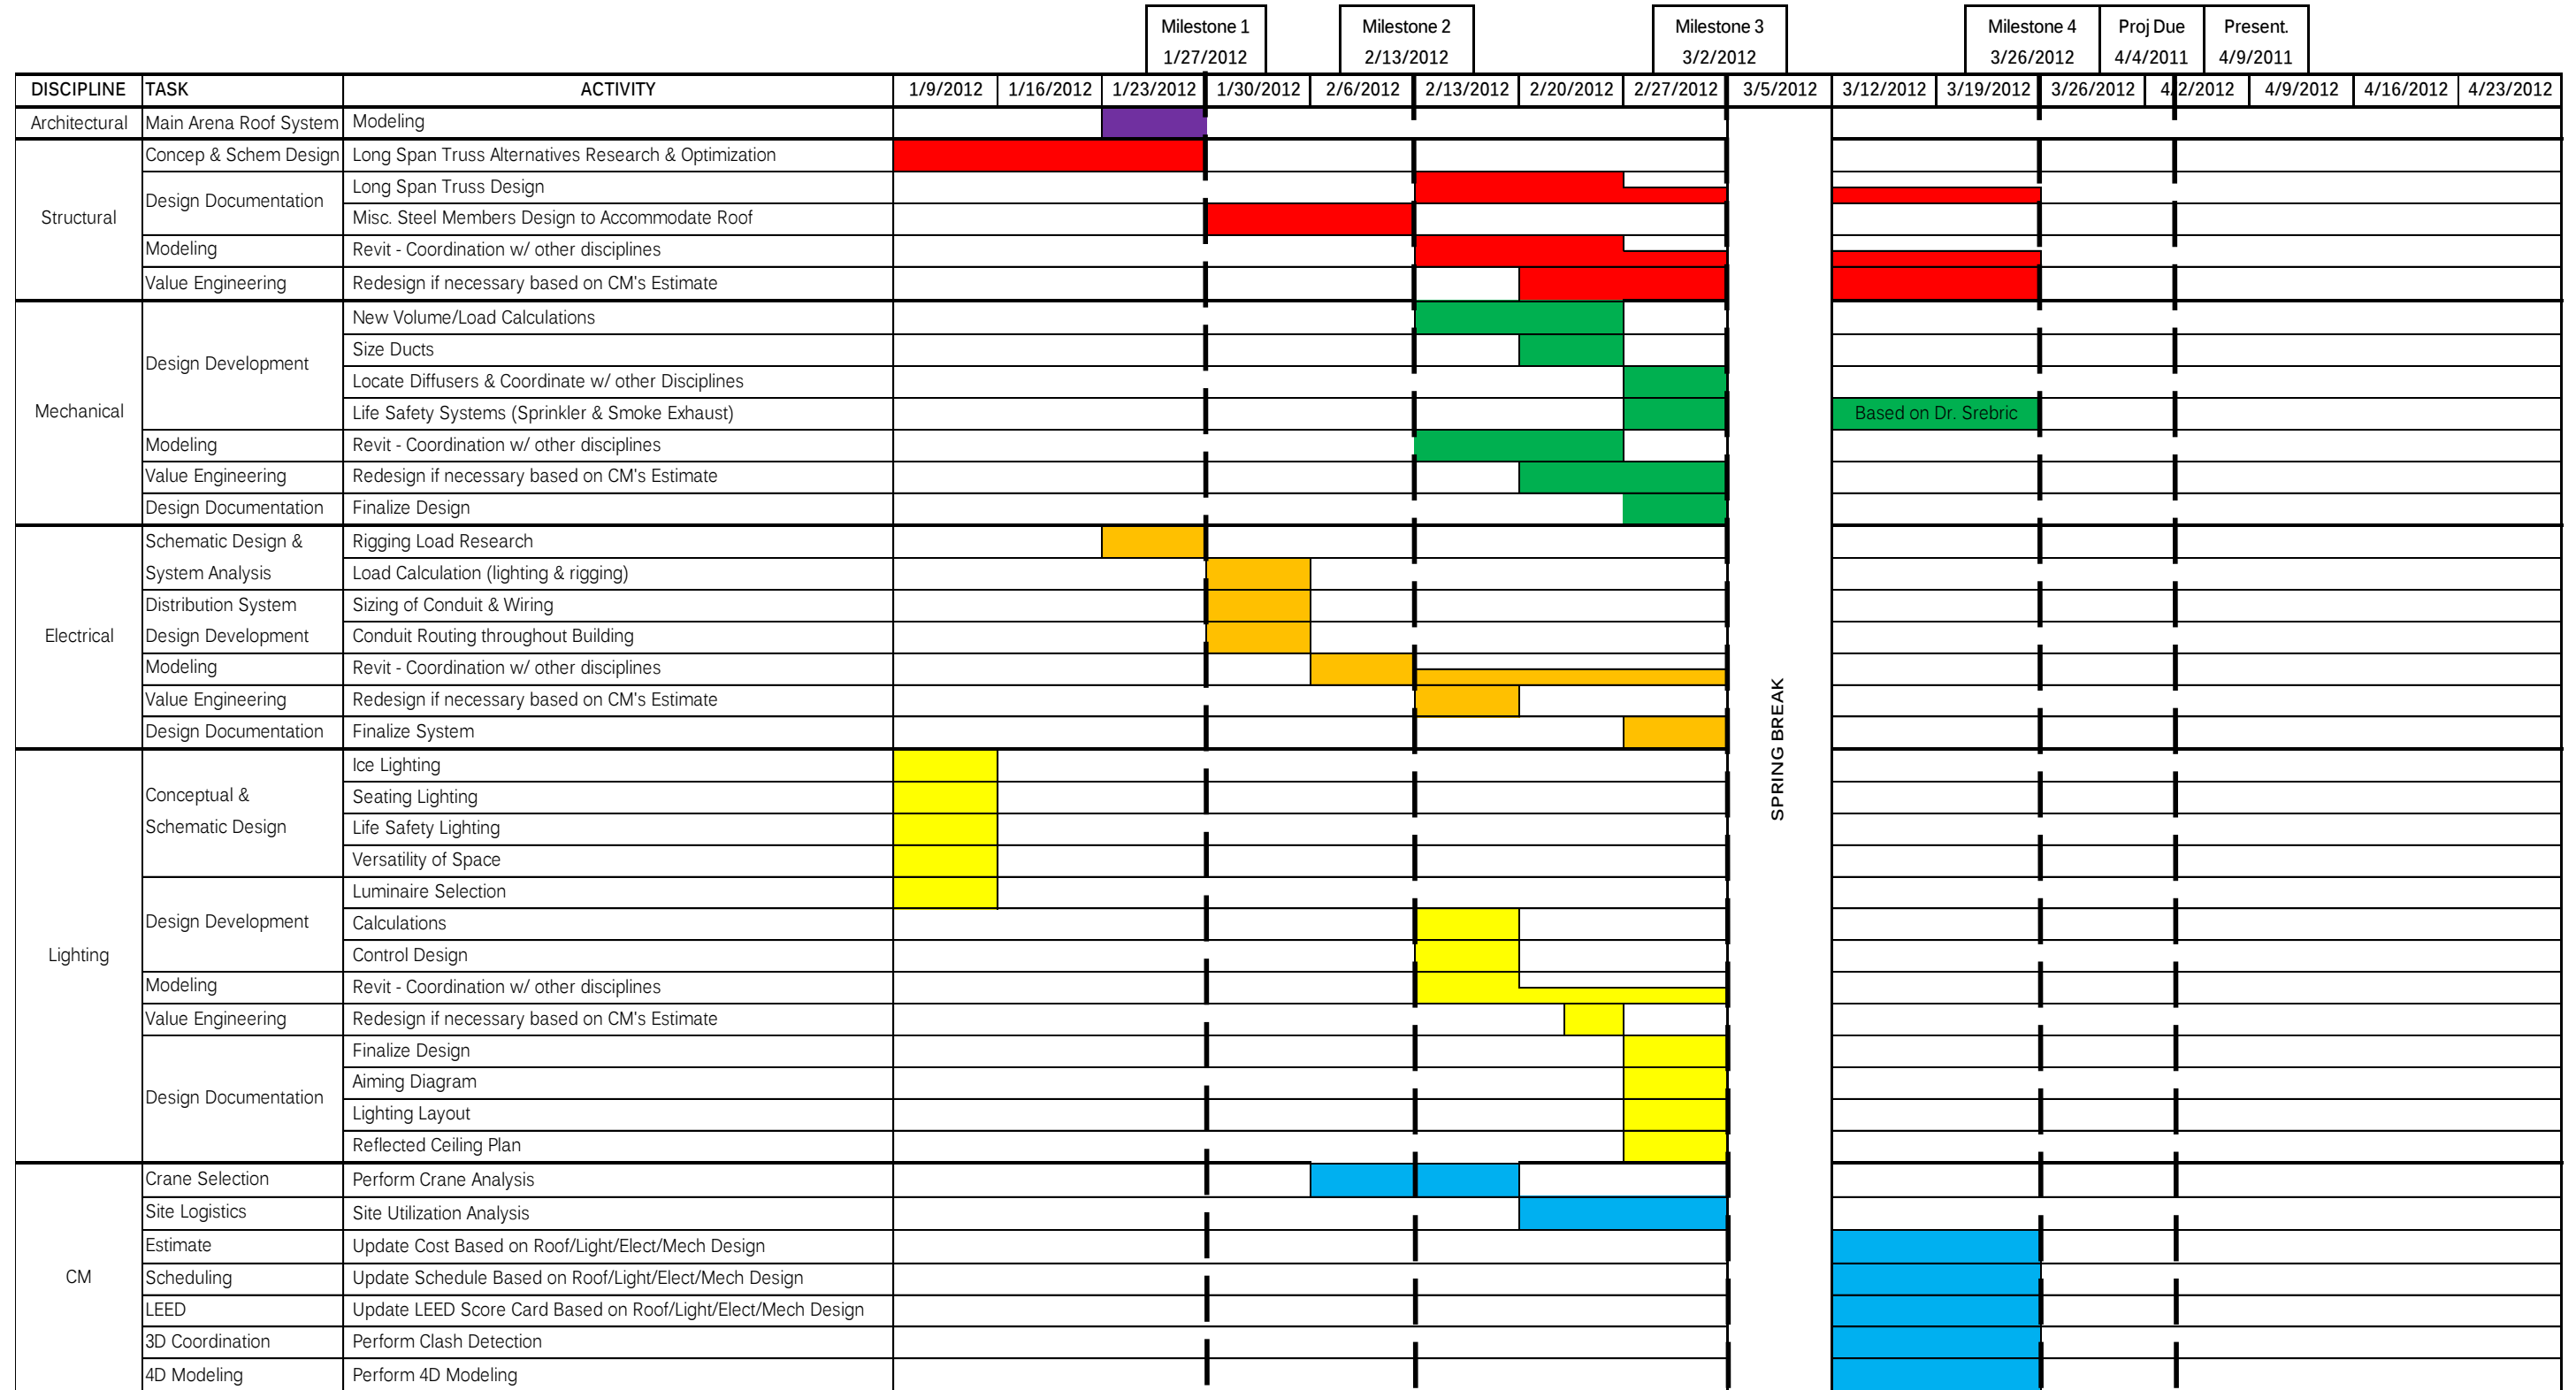 Milestone 1 Milestone 2 Milestone 3 Milestone 4 Proj Due Present.
1/27/2012 2/13/2012 3/2/2012 3/26/2012 4/4/2011 4/9/2011
DISCIPLINE TASK ACTIVITY 1/9/2012 1/16/2012 1/23/2012 1/30/2012 2/6/2012 2/13/2012 2/20/2012 2/27/2012 3/5/2012 3/12/2012 3/19/2012 3/26/2012 4/2/2012 4/9/2012 4/16/2012 4/23/2012
Architectural Main Arena Roof System Modeling
Structural
Concep & Schem Design Long Span Truss Alternatives Research & Optimization
Design Documentation Long Span Truss Design
Misc. Steel Members Design to Accommodate Roof
Modeling Revit - Coordination w/ other disciplines
Value Engineering Redesign if necessary based on CM's Estimate
Mechanical
Design Development New Volume/Load Calculations
Size Ducts
Locate Diffusers & Coordinate w/ other Disciplines
Life Safety Systems (Sprinkler & Smoke Exhaust) Based on Dr. Srebric
Modeling Revit - Coordination w/ other disciplines
Value Engineering Redesign if necessary based on CM's Estimate
Design Documentation Finalize Design
Electrical
Schematic Design & Rigging Load Research
System Analysis Load Calculation (lighting & rigging)
Distribution System Sizing of Conduit & Wiring
Design Development Conduit Routing throughout Building
Modeling Revit - Coordination w/ other disciplines
Value Engineering Redesign if necessary based on CM's Estimate
Design Documentation Finalize System
SPRING BREAK
Lighting
Conceptual & Ice Lighting
Schematic Design Seating Lighting
Life Safety Lighting
Versatility of Space
Design Development Luminaire Selection
Calculations
Control Design
Modeling Revit - Coordination w/ other disciplines
Value Engineering Redesign if necessary based on CM's Estimate
Design Documentation Finalize Design
Aiming Diagram
Lighting Layout
Reflected Ceiling Plan
CM
Crane Selection Perform Crane Analysis
Site Logistics Site Utilization Analysis
Estimate Update Cost Based on Roof/Light/Elect/Mech Design
Scheduling Update Schedule Based on Roof/Light/Elect/Mech Design
LEED Update LEED Score Card Based on Roof/Light/Elect/Mech Design
3D Coordination Perform Clash Detection
4D Modeling Perform 4D Modeling